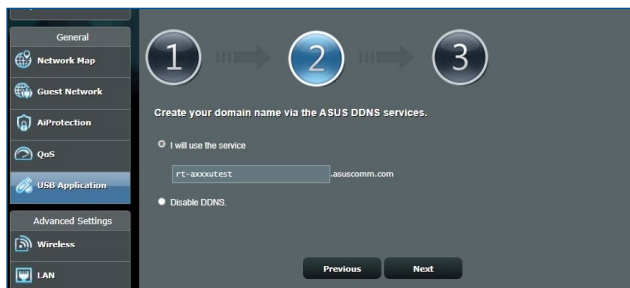 General
Network Map
Guest Network
AiProtection
QoS
USB Application
Advanced Settings
Wireless
LAN
1
2
3
Create your domain name via the ASUS DDNS services.
I will use the service
rt-axxxutest .asuscomm.com
Disable DDNS.
Previous Next